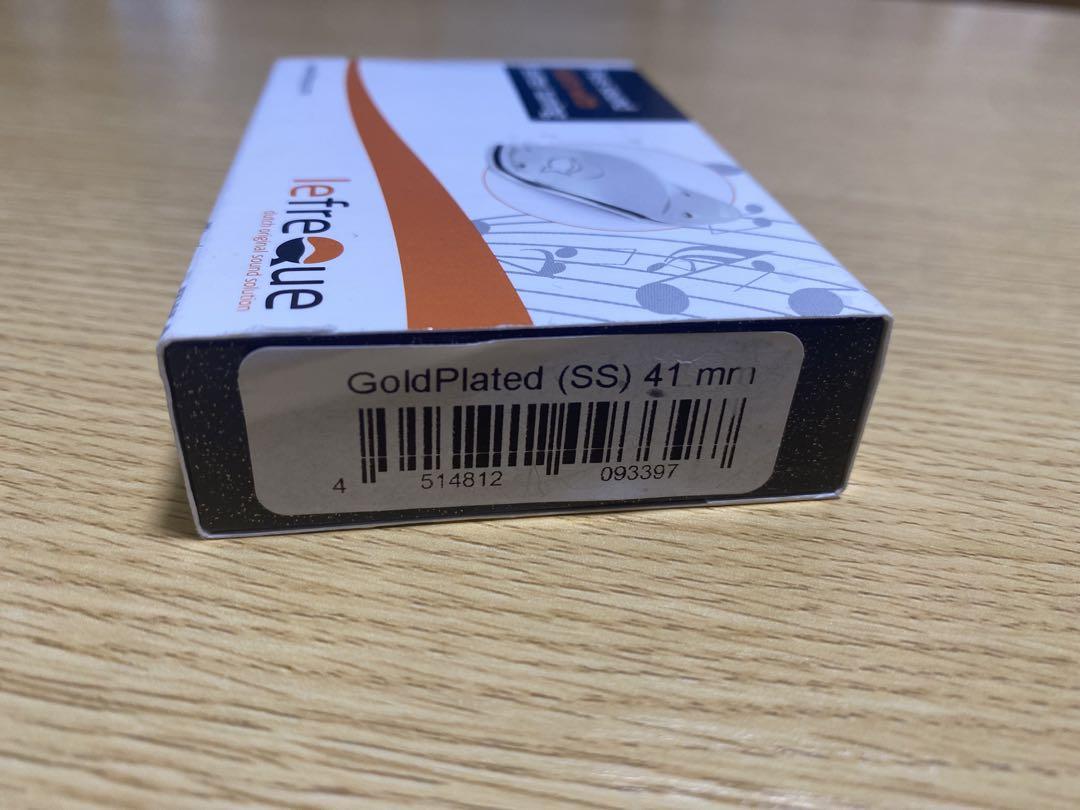 lefreQue
dutch original sound solution
GoldPlated (SS) 41 mm
4 514812 093397